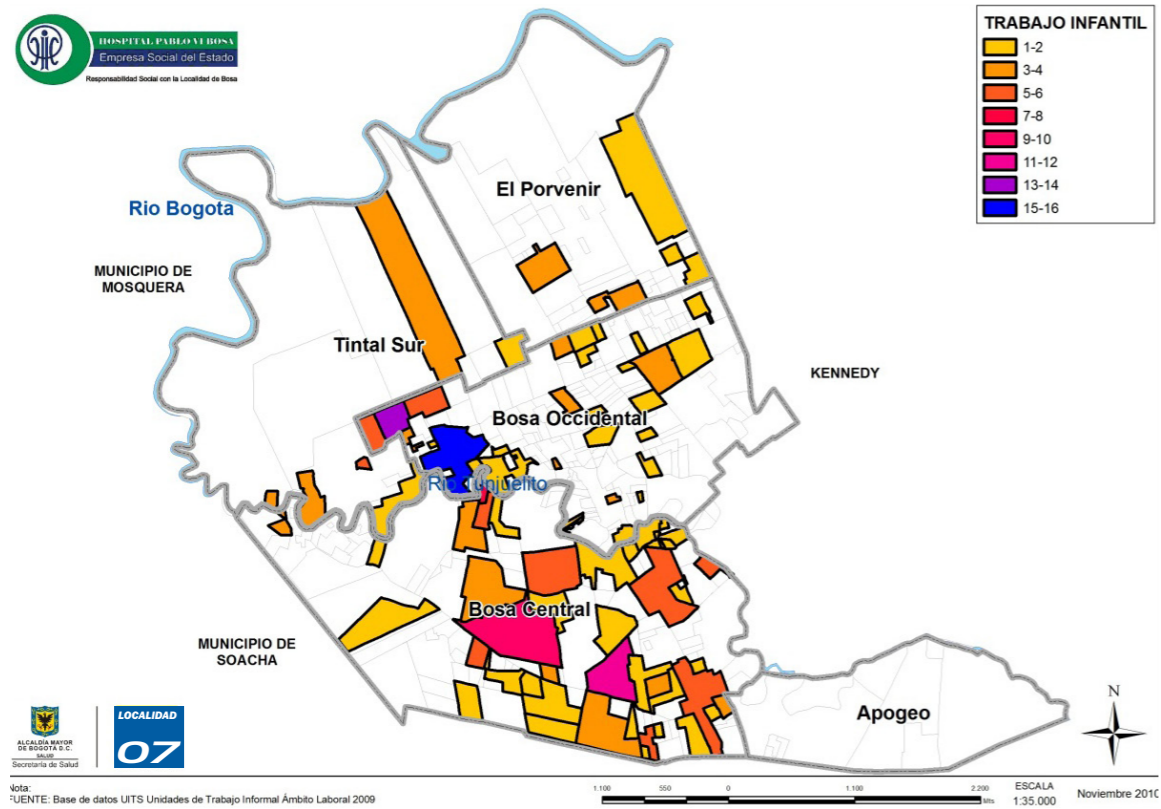 HOSPITAL PABLO VI BOSA
Empresa Social del Estado
Responsabilidad Social con la Localidad de Bosa
TRABAJO INFANTIL
1-2
3-4
5-6
7-8
9-10
11-12
13-14
15-16
El Porvenir
Rio Bogota
MUNICIPIO DE
MOSQUERA
Tintal Sur
KENNEDY
Bosa Occidental
Rio Tunjuelito
Bosa Central
MUNICIPIO DE
SOACHA
Apogeo
N
ALCALDÍA MAYOR
DE BOGOTÁ D.C.
SALUD
Secretaría de Salud
LOCALIDAD
07
Nota:
FUENTE: Base de datos UITS Unidades de Trabajo Informal Ámbito Laboral 2009
1.100 550 0 1.100 2.200
Mts
ESCALA
1:35.000
Noviembre 2010